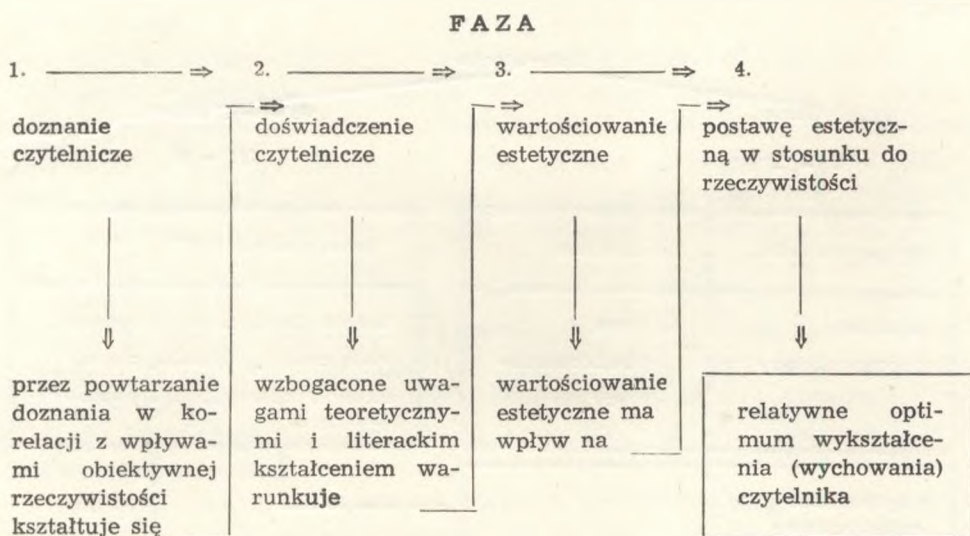 FAZA
1. 2. 3. 4.
doznanie
czytelnicze
doświadczenie
czytelnicze
wartościowanie
estetyczne
postawę estetycz-
ną w stosunku do
rzeczywistości
przez powtarzanie
doznania w ko-
relacji z wpływa-
mi obiektywnej
rzeczywistości
kształtuje się
wzbogacone uwa-
gami teoretyczny-
mi i literackim
kształceniem wa-
runkuje
wartościowanie
estetyczne ma
wpływ na
relatywne opti-
mum wykształce-
nia (wychowania)
czytelnika